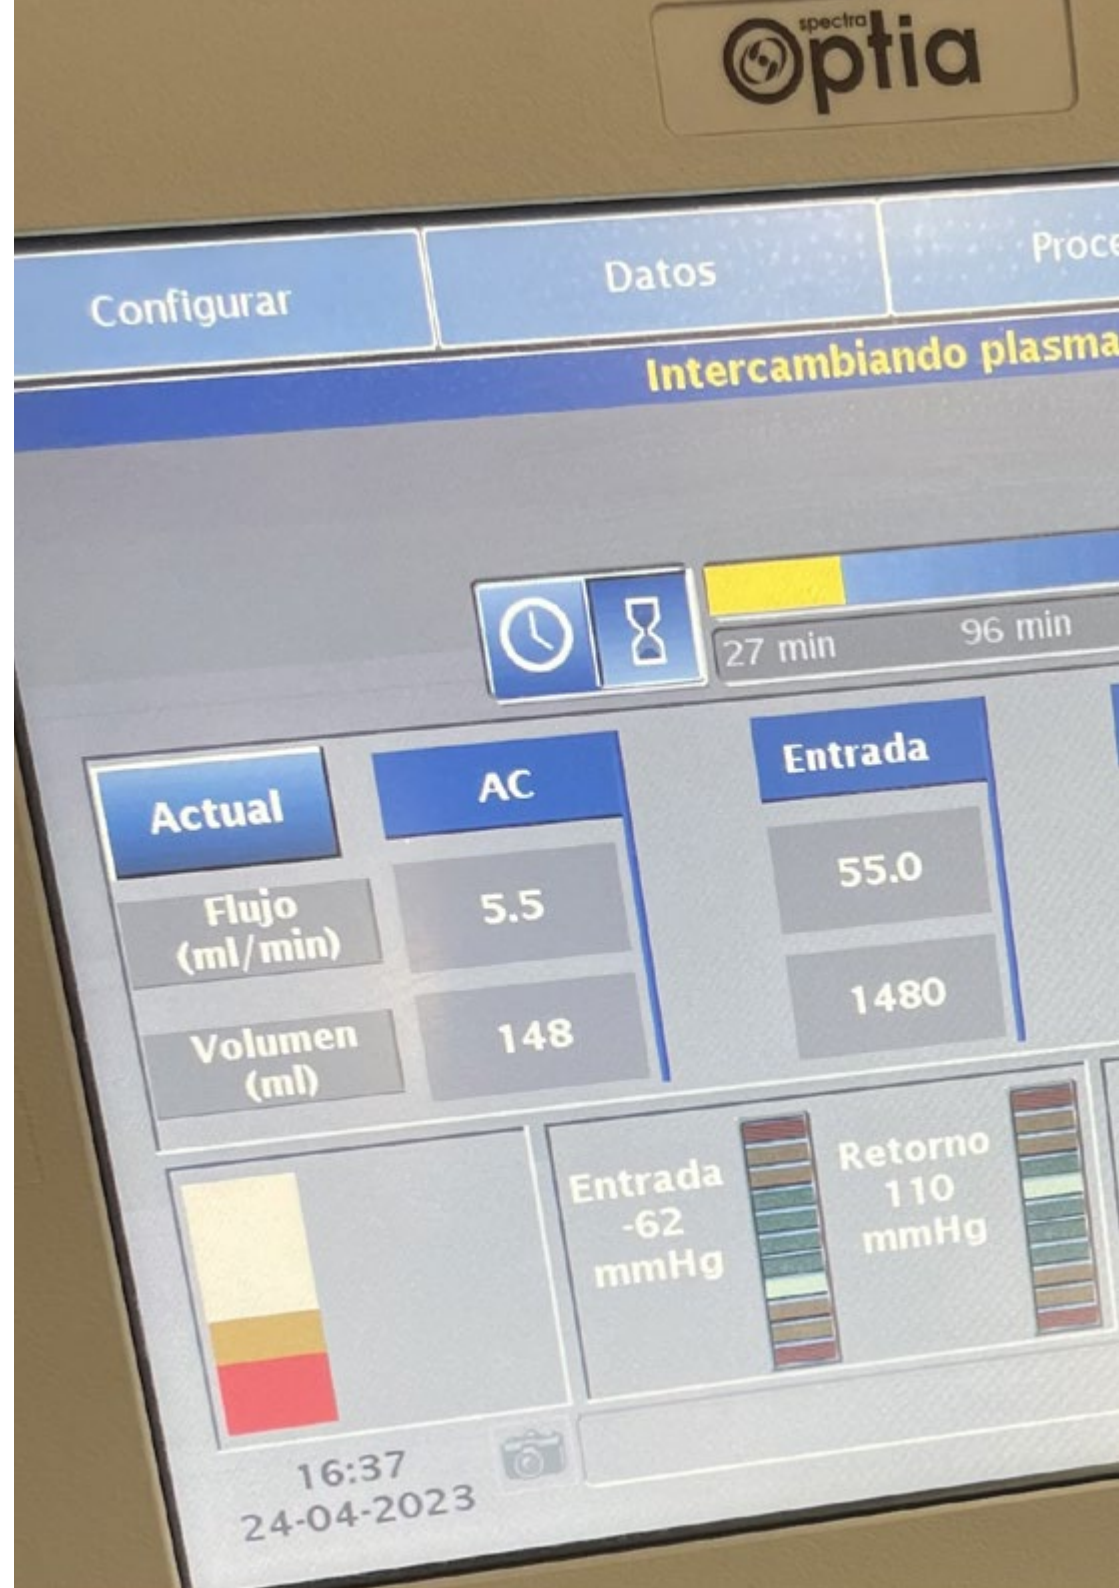 spectra
Optia
Configurar
Datos
Intercambiando plasma
27 min
96 min
Actual
AC
Entrada
Flujo
(ml/min)
5.5
55.0
Volumen
(ml)
148
1480
Entrada
-62
mmHg
Retorno
110
mmHg
16:37
24-04-2023